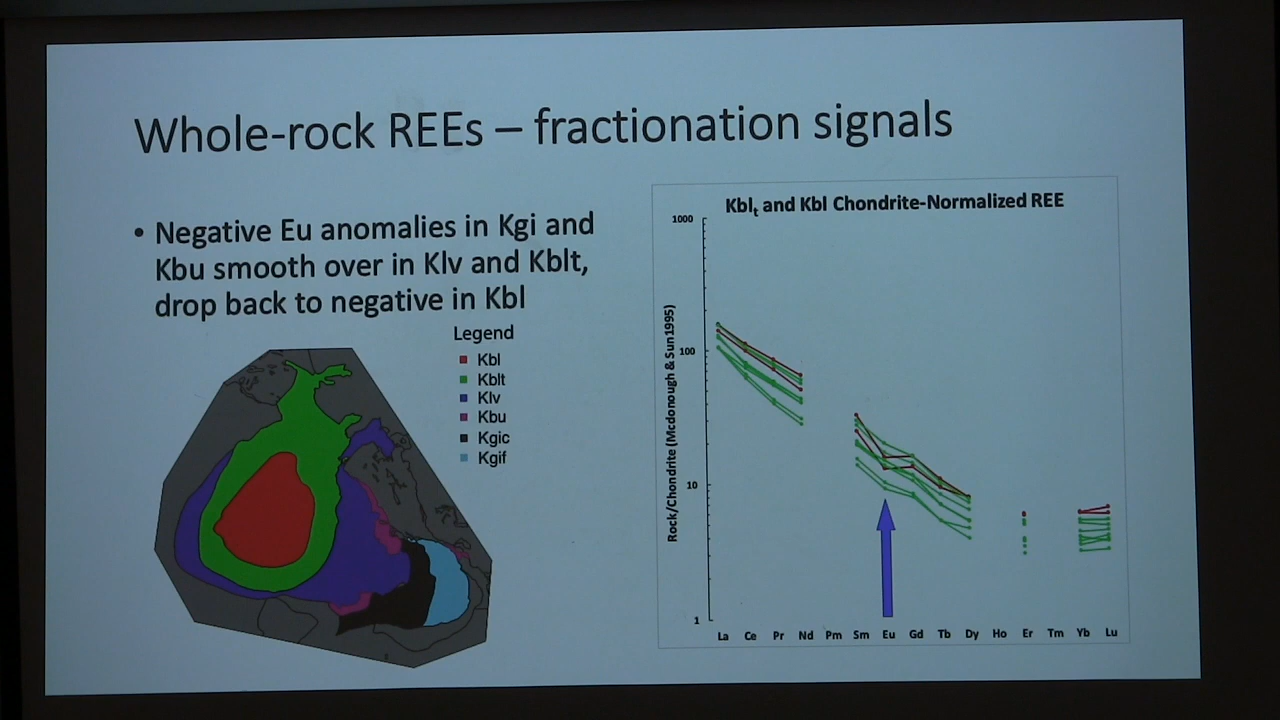 Whole-rock REEs – fractionation signals
• Negative Eu anomalies in Kgi and
Kbu smooth over in Klv and Kblt,
drop back to negative in Kbl
Legend
Kbl
Kblt
Klv
Kbu
Kgic
Kgif
Kblt and Kbl Chondrite-Normalized REE
Rock/Chondrite (Mcdonough & Sun1995)
1000
100
10
1
La Ce Pr Nd Pm Sm Eu Gd Tb Dy Ho Er Tm Yb Lu